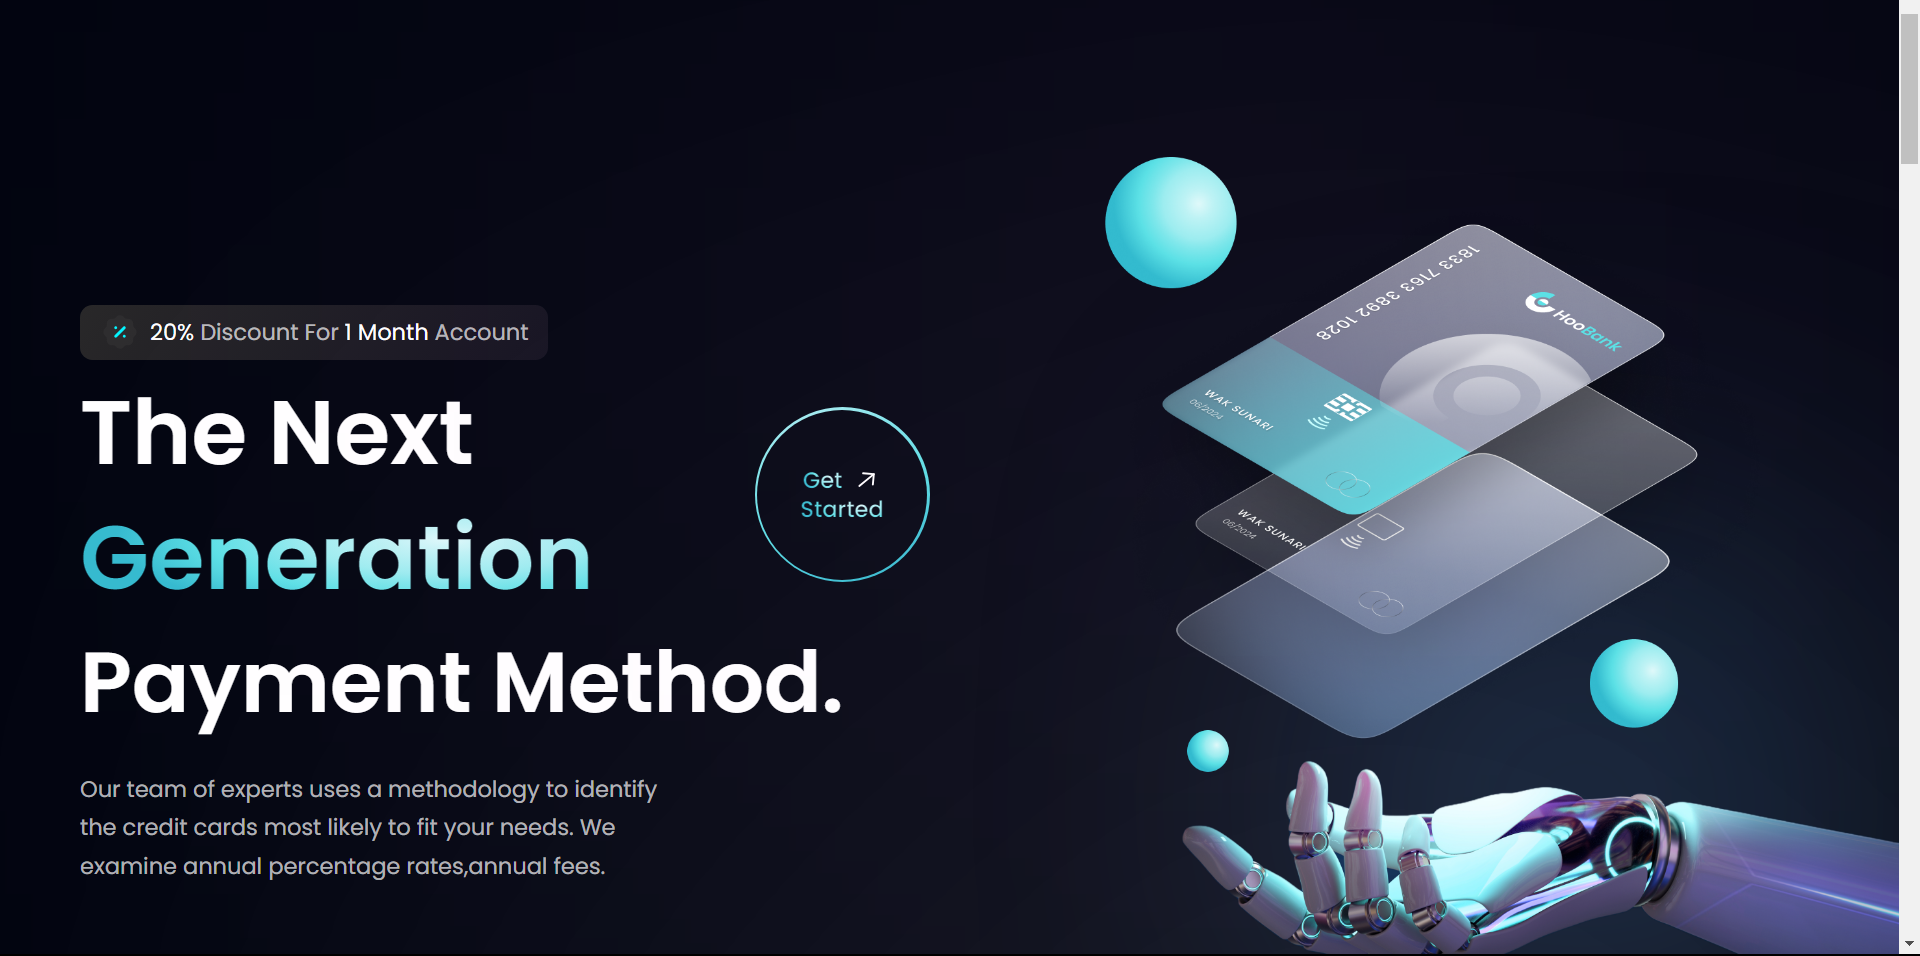 20% Discount For 1 Month Account
The Next
Generation
Payment Method.
Get
Started
Our team of experts uses a methodology to identify
the credit cards most likely to fit your needs. We
examine annual percentage rates,annual fees.
1833 7163 3892 1028
HooBank
WAK SUNARI
06/2024
WAK SUNARI
06/2024